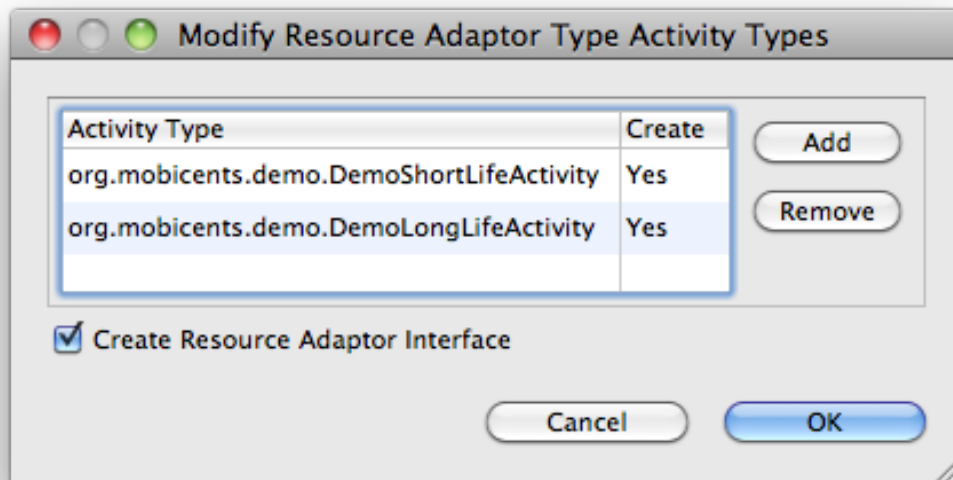 Modify Resource Adaptor Type Activity Types
Activity Type Create
org.mobicents.demo.DemoShortLifeActivity Yes
org.mobicents.demo.DemoLongLifeActivity Yes
Add
Remove
Create Resource Adaptor Interface
Cancel OK